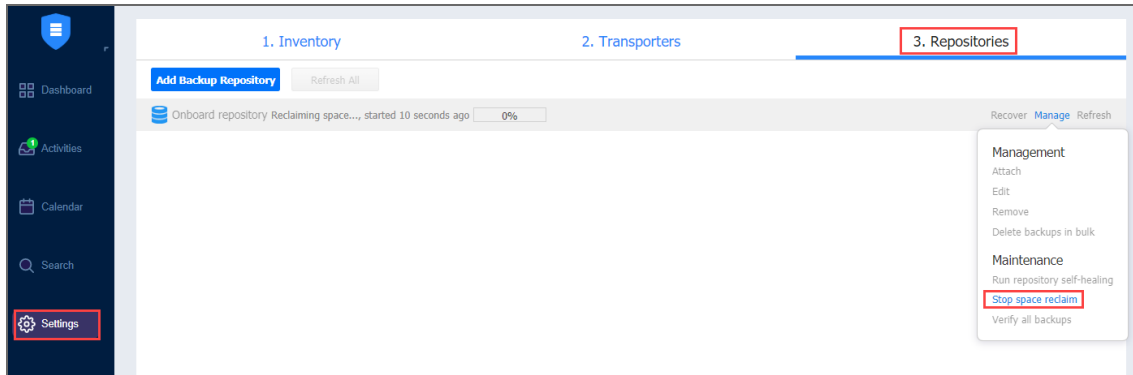 1. Inventory
2. Transporters
3. Repositories
Add Backup Repository
Refresh All
Onboard repository Reclaiming space..., started 10 seconds ago 0%
Recover Manage Refresh
Management
Attach
Edit
Remove
Delete backups in bulk
Maintenance
Run repository self-healing
Stop space reclaim
Verify all backups
Dashboard
1
Activities
Calendar
Search
Settings